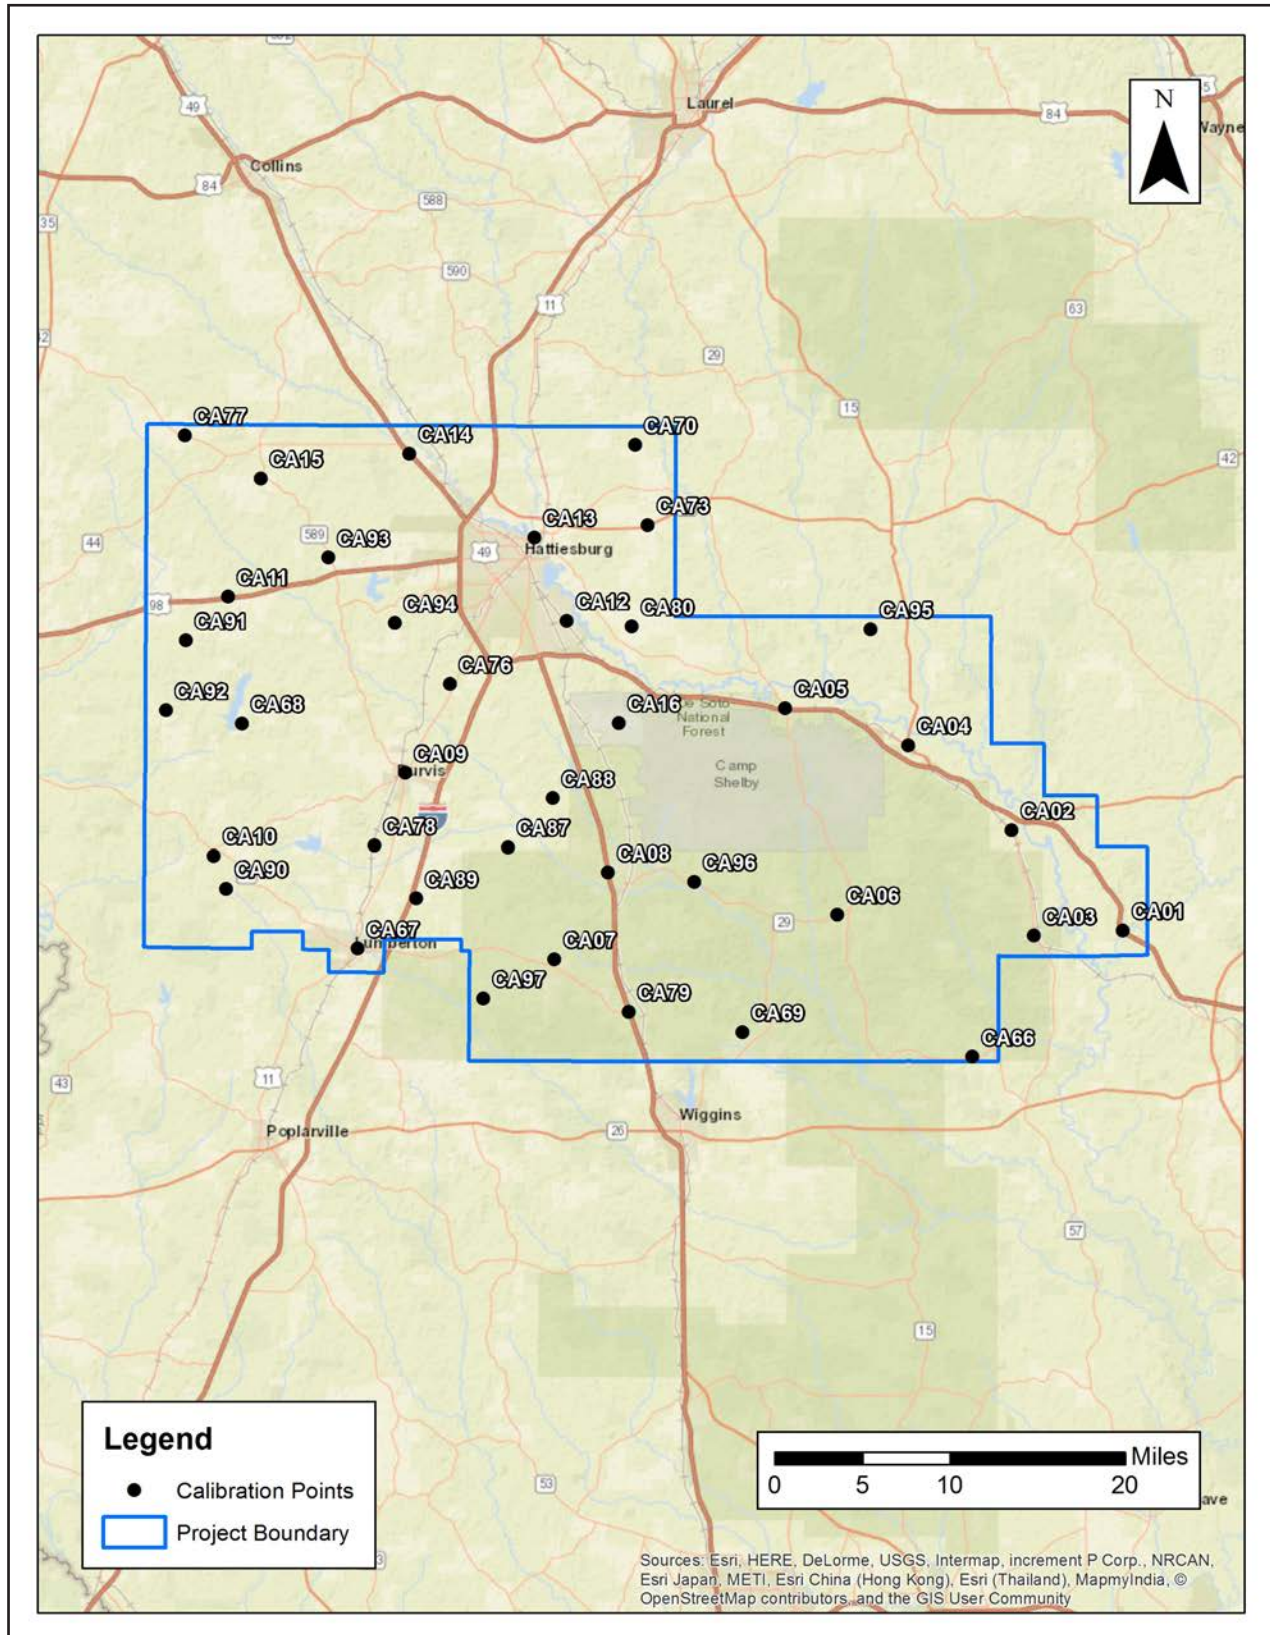 Laurel
N
49
84
Wayne
Collins
84
588
35
590
11
63
29
15
CA77
CA14
CA70
42
CA15
CA73
CA13
44
589
CA93
49
Hattiesburg
CA11
98
CA94
CA12
CA80
CA95
CA91
CA76
CA92
CA68
CA16
CA05
De Soto
National
Forest
CA04
CA09
Purvis
Camp
Shelby
CA88
CA02
CA78
CA87
CA10
CA08
CA90
CA96
CA89
CA06
29
CA03
CA01
CA67
Lumberton
CA07
CA97
CA79
CA69
CA66
43
11
Wiggins
Poplarville
26
57
15
Legend
Calibration Points
Project Boundary
Miles
0 5 10 20
53
ave
Sources: Esri, HERE, DeLorme, USGS, Intermap, increment P Corp., NRCAN,
Esri Japan, METI, Esri China (Hong Kong), Esri (Thailand), MapmyIndia, ©
OpenStreetMap contributors, and the GIS User Community